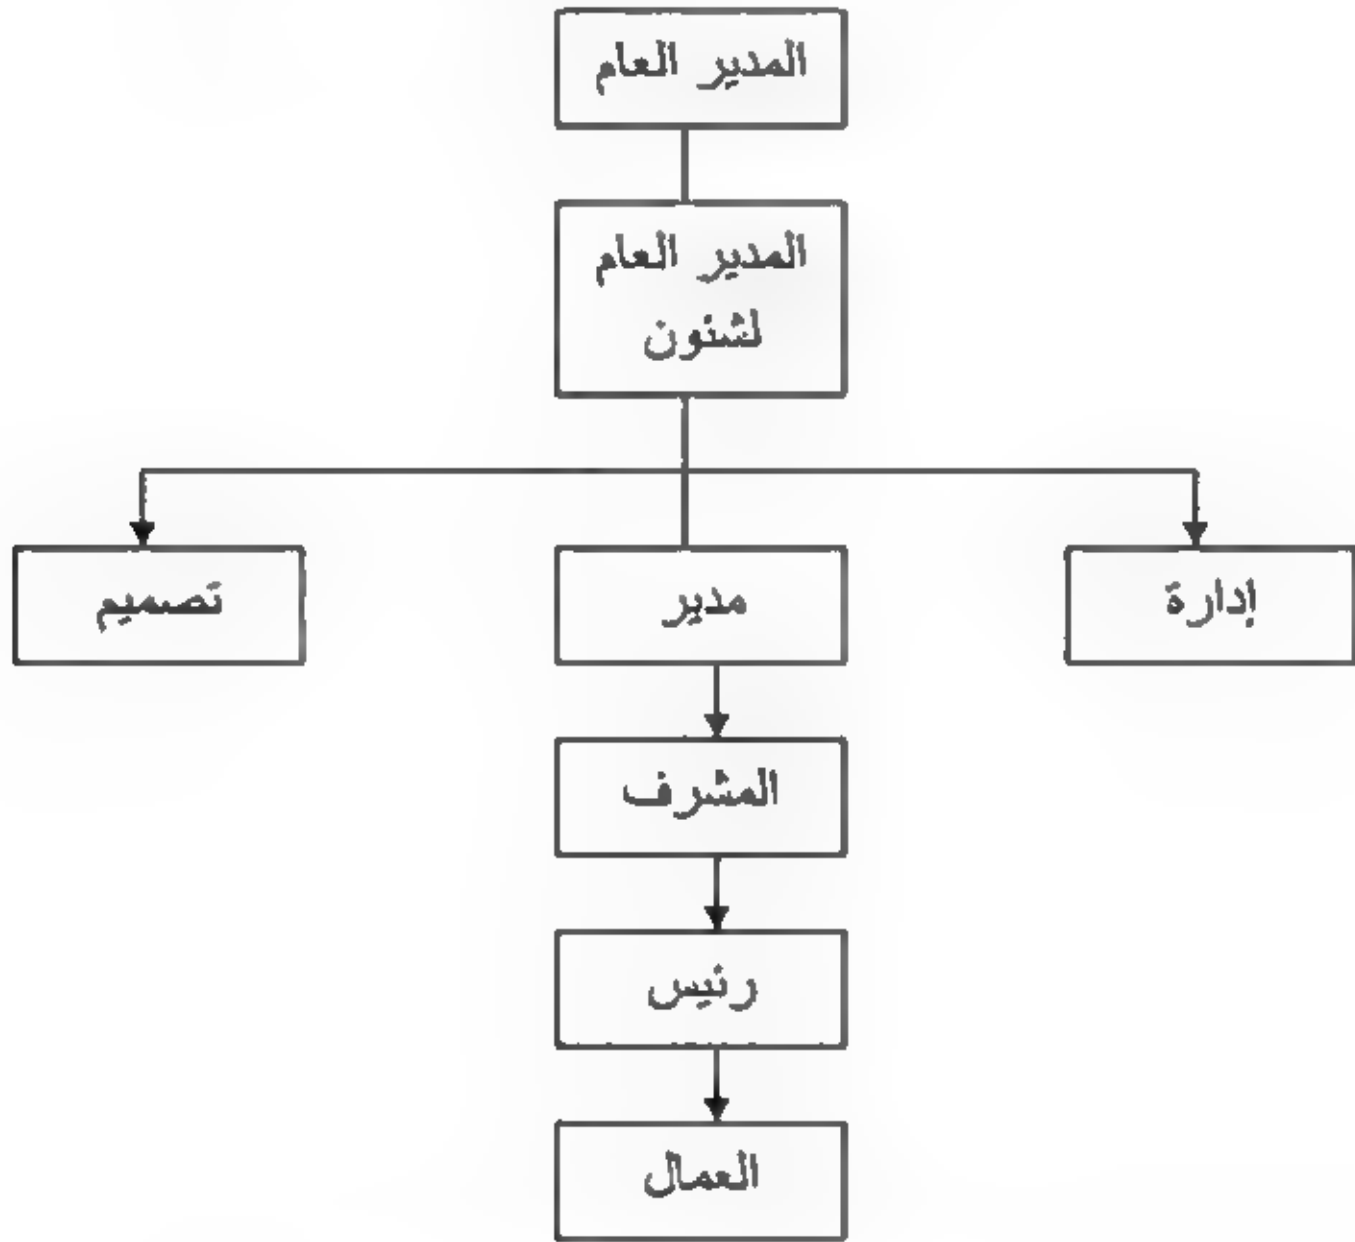 المدير العام
المدير العام
لشئون
إدارة
مدير
تصميم
المشرف
رئيس
العمال